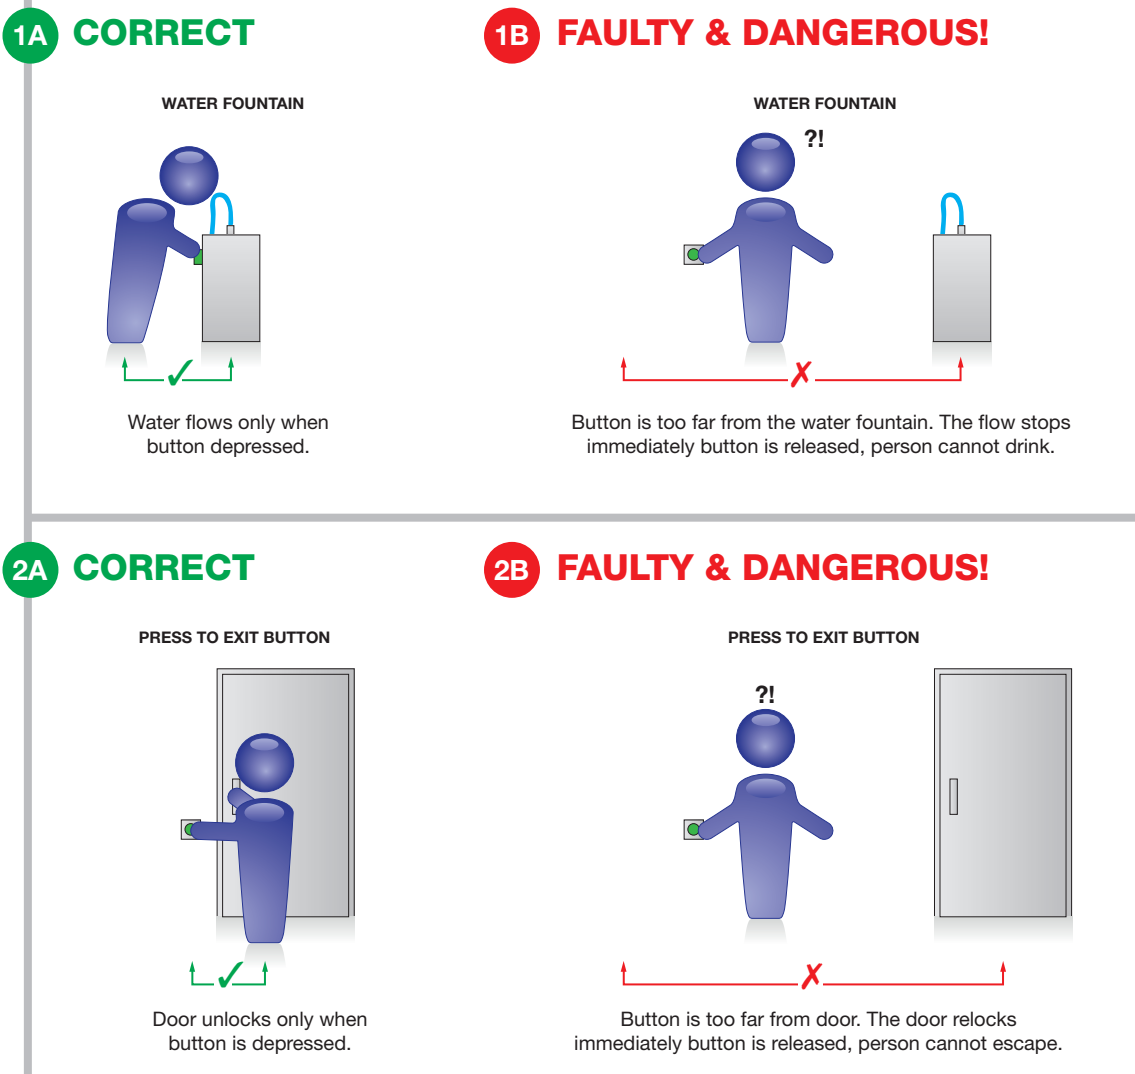 1A CORRECT
1B FAULTY & DANGEROUS!
WATER FOUNTAIN
WATER FOUNTAIN
?!
Water flows only when
button depressed.
Button is too far from the water fountain. The flow stops
immediately button is released, person cannot drink.
2A CORRECT
2B FAULTY & DANGEROUS!
PRESS TO EXIT BUTTON
PRESS TO EXIT BUTTON
?!
Door unlocks only when
button is depressed.
Button is too far from door. The door relocks
immediately button is released, person cannot escape.